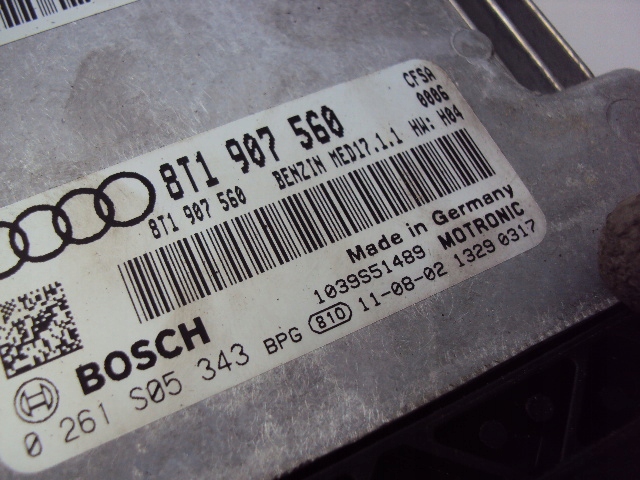 8T1 907 560
CFSA
0006
8T1 907 560 BENZIN MED17.1.1 HW: H04
Made in Germany
1039S51489 MOTRONIC
BOSCH
0 261 S05 343 BPG 810 11-08-02 1329 0317